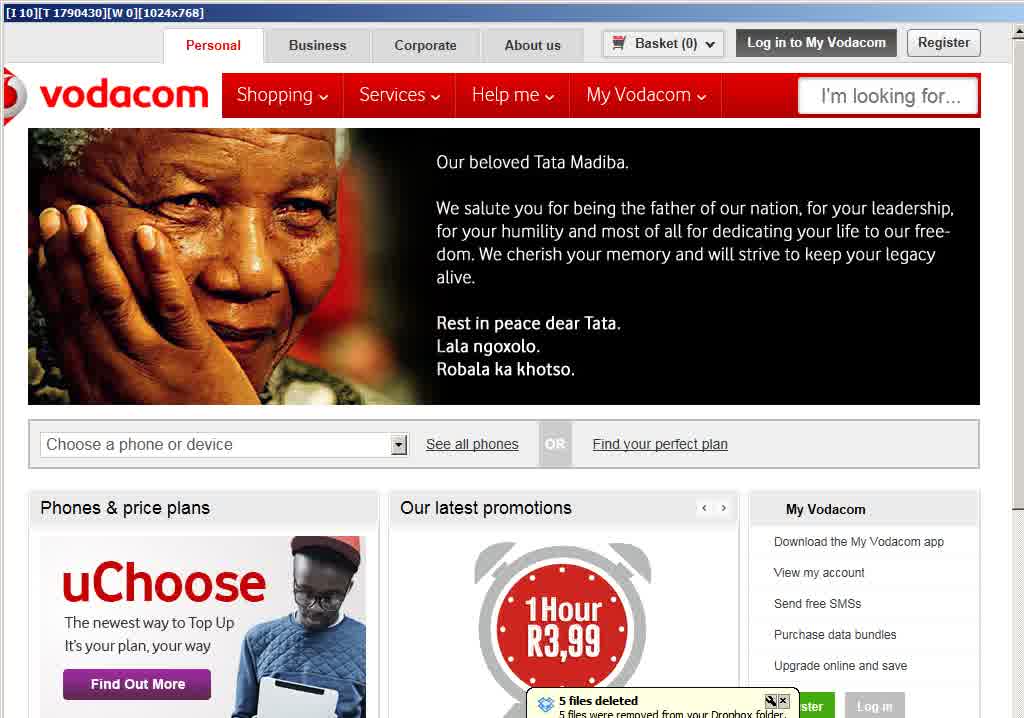 [I 10][T 1790430][W 0][1024x768]
Personal Business Corporate About us Basket (0) Log in to My Vodacom Register
vodacom Shopping Services Help me My Vodacom I'm looking for...
Our beloved Tata Madiba.
We salute you for being the father of our nation, for your leadership,
for your humility and most of all for dedicating your life to our free-
dom. We cherish your memory and will strive to keep your legacy
alive.
Rest in peace dear Tata.
Lala ngoxolo.
Robala ka khotso.
Choose a phone or device See all phones OR Find your perfect plan
Phones & price plans
uChoose
The newest way to Top Up
It's your plan, your way
Find Out More
Our latest promotions
1 Hour
R3,99
My Vodacom
Download the My Vodacom app
View my account
Send free SMSs
Purchase data bundles
Upgrade online and save
Log in
5 files deleted
5 files were removed from your Dropbox folder.